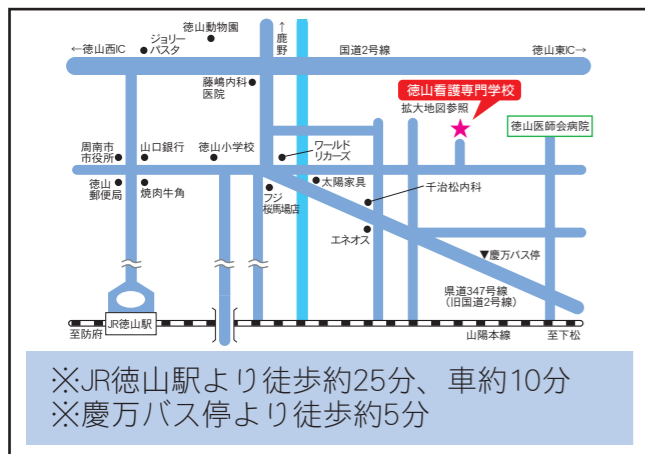 徳山動物園
ジョリー
パスタ
←徳山西IC
↑鹿野
国道2号線
徳山東IC→
藤嶋内科
医院
徳山看護専門学校
拡大地図参照
徳山医師会病院
周南市
市役所
山口銀行
徳山小学校
ワールド
リカーズ
徳山
郵便局
焼肉牛角
フジ
桜馬場店
太陽家具
千治松内科
エネオス
▼慶万バス停
県道347号線
(旧国道2号線)
JR徳山駅
至防府
山陽本線
至下松
※JR徳山駅より徒歩約25分、車約10分
※慶万バス停より徒歩約5分